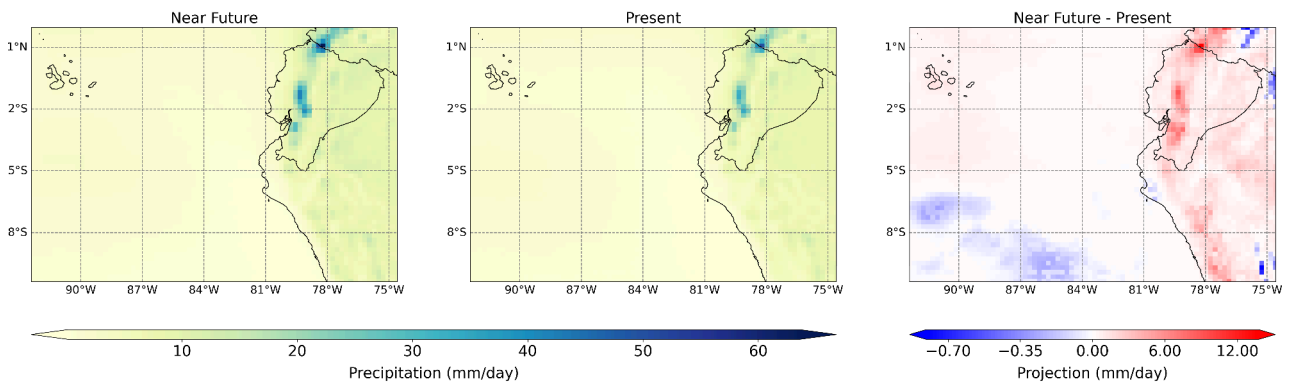 Near Future
Present
Near Future - Present
1°N
2°S
5°S
8°S
90°W 87°W 84°W 81°W 78°W 75°W
1°N
2°S
5°S
8°S
90°W 87°W 84°W 81°W 78°W 75°W
1°N
2°S
5°S
8°S
90°W 87°W 84°W 81°W 78°W 75°W
10 20 30 40 50 60
Precipitation (mm/day)
−0.70 −0.35 0.00 6.00 12.00
Projection (mm/day)